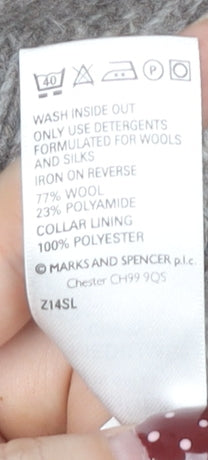 40
P
WASH INSIDE OUT
ONLY USE DETERGENTS
FORMULATED FOR WOOLS
AND SILKS
IRON ON REVERSE
77% WOOL
23% POLYAMIDE
COLLAR LINING
100% POLYESTER
© MARKS AND SPENCER p.l.c.
Chester CH99 9QS
Z14SL